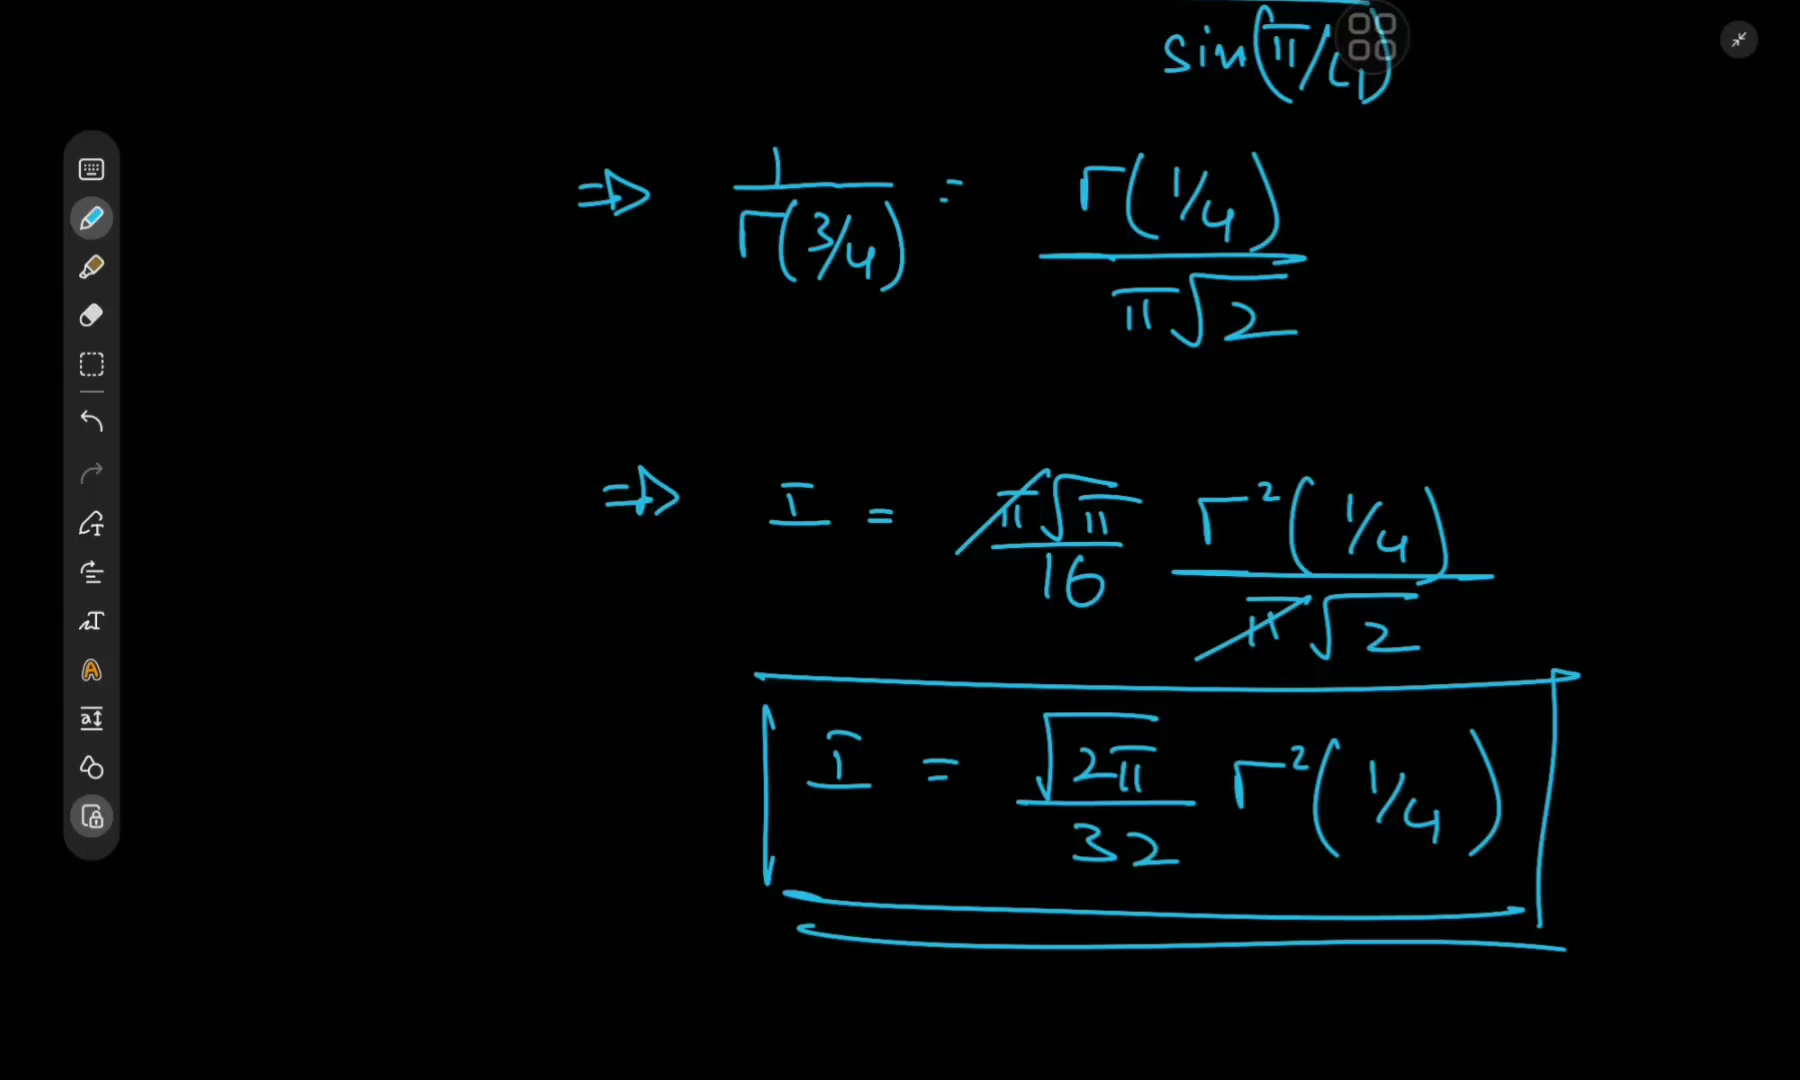 sin(π/4)
⇒ 1/Γ(3/4) = Γ(1/4)/π√2
⇒ I = π√π/16 Γ²(1/4)/π√2
I = √2π/32 Γ²(1/4)